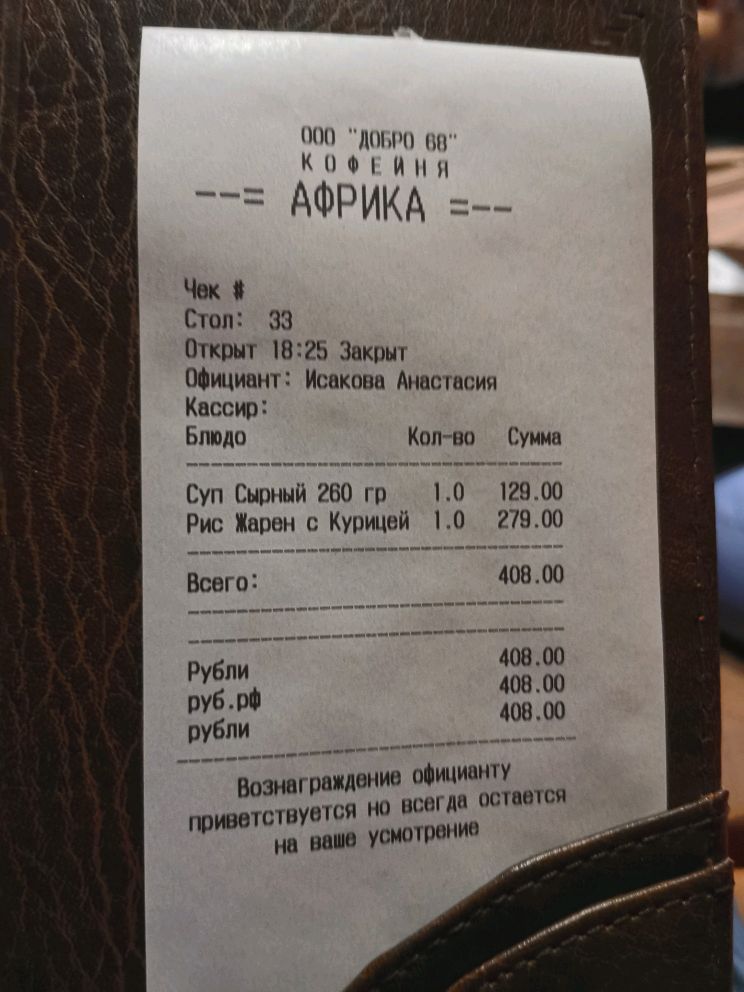 ООО "ДОБРО 68"
К О Ф Е Й Н Я
--= АФРИКА =--
Чек #
Стол: 33
Открыт 18:25 Закрыт
Официант: Исакова Анастасия
Кассир:
Блюдо Кол-во Сумма
Суп Сырный 260 гр 1.0 129.00
Рис Жарен с Курицей 1.0 279.00
Всего: 408.00
Рубли 408.00
руб.рф 408.00
рубли 408.00
Вознаграждение официанту
приветствуется но всегда остается
на ваше усмотрение